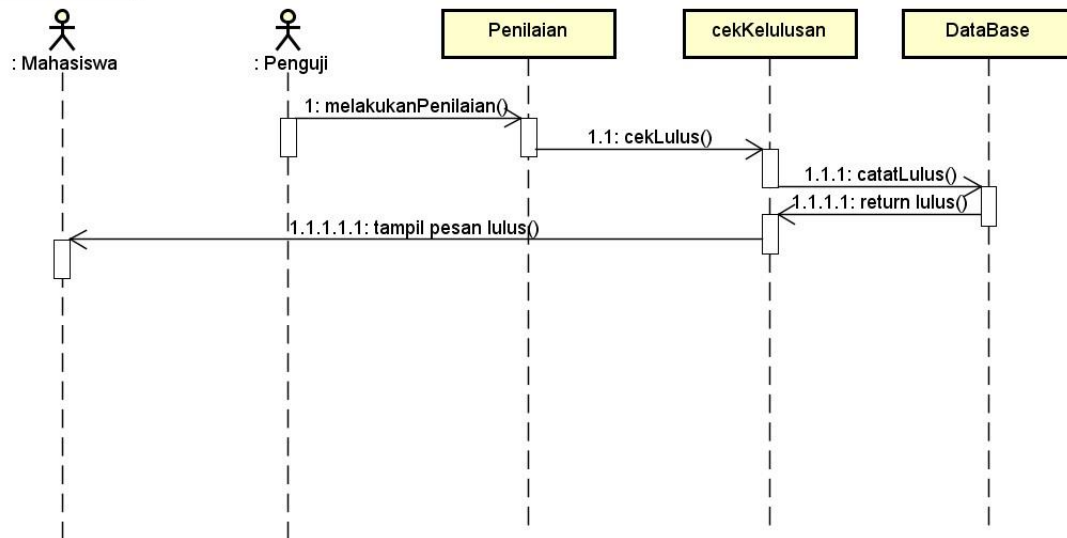 : Mahasiswa
: Penguji
Penilaian
cekKelulusan
DataBase
1: melakukanPenilaian()
1.1: cekLulus()
1.1.1: catatLulus()
1.1.1.1: return lulus()
1.1.1.1.1: tampil pesan lulus()